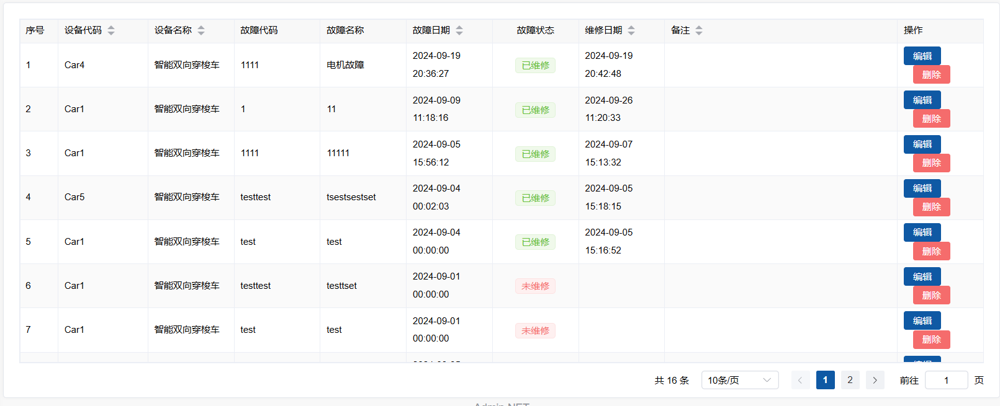 序号 设备代码 设备名称 故障代码 故障名称 故障日期 故障状态 维修日期 备注 操作
1 Car4 智能双向穿梭车 1111 电机故障 2024-09-19 20:36:27 已维修 2024-09-19 20:42:48 编辑 删除
2 Car1 智能双向穿梭车 1 11 2024-09-09 11:18:16 已维修 2024-09-26 11:20:33 编辑 删除
3 Car1 智能双向穿梭车 1111 11111 2024-09-05 15:56:12 已维修 2024-09-07 15:13:32 编辑 删除
4 Car5 智能双向穿梭车 testtest tsestsestset 2024-09-04 00:02:03 已维修 2024-09-05 15:18:15 编辑 删除
5 Car1 智能双向穿梭车 test test 2024-09-04 00:00:00 已维修 2024-09-05 15:16:52 编辑 删除
6 Car1 智能双向穿梭车 testtest testtset 2024-09-01 00:00:00 未维修 编辑 删除
7 Car1 智能双向穿梭车 test test 2024-09-01 00:00:00 未维修 编辑 删除
共 16 条 10条/页 1 2 前往 1 页
Admin.NET